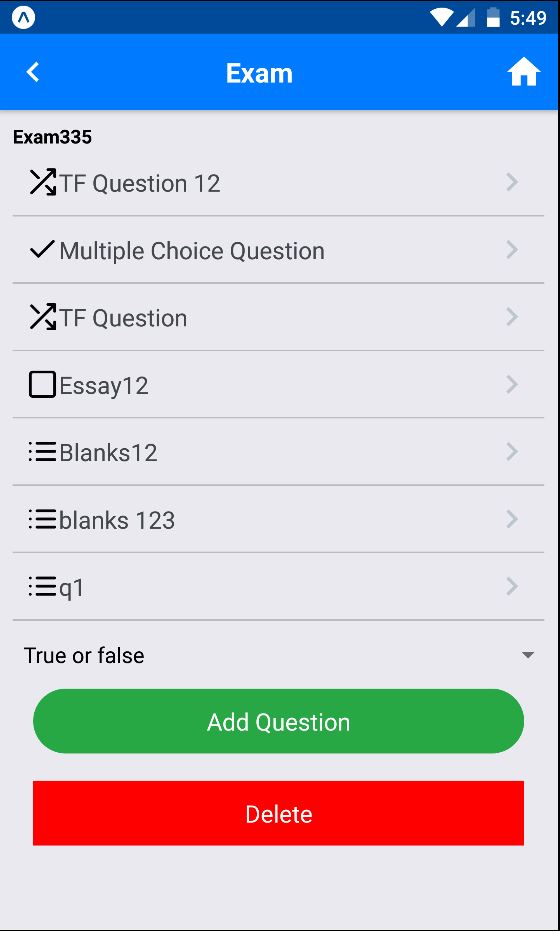 5:49
Exam
Exam335
TF Question 12
Multiple Choice Question
TF Question
Essay12
Blanks12
blanks 123
q1
True or false
Add Question
Delete